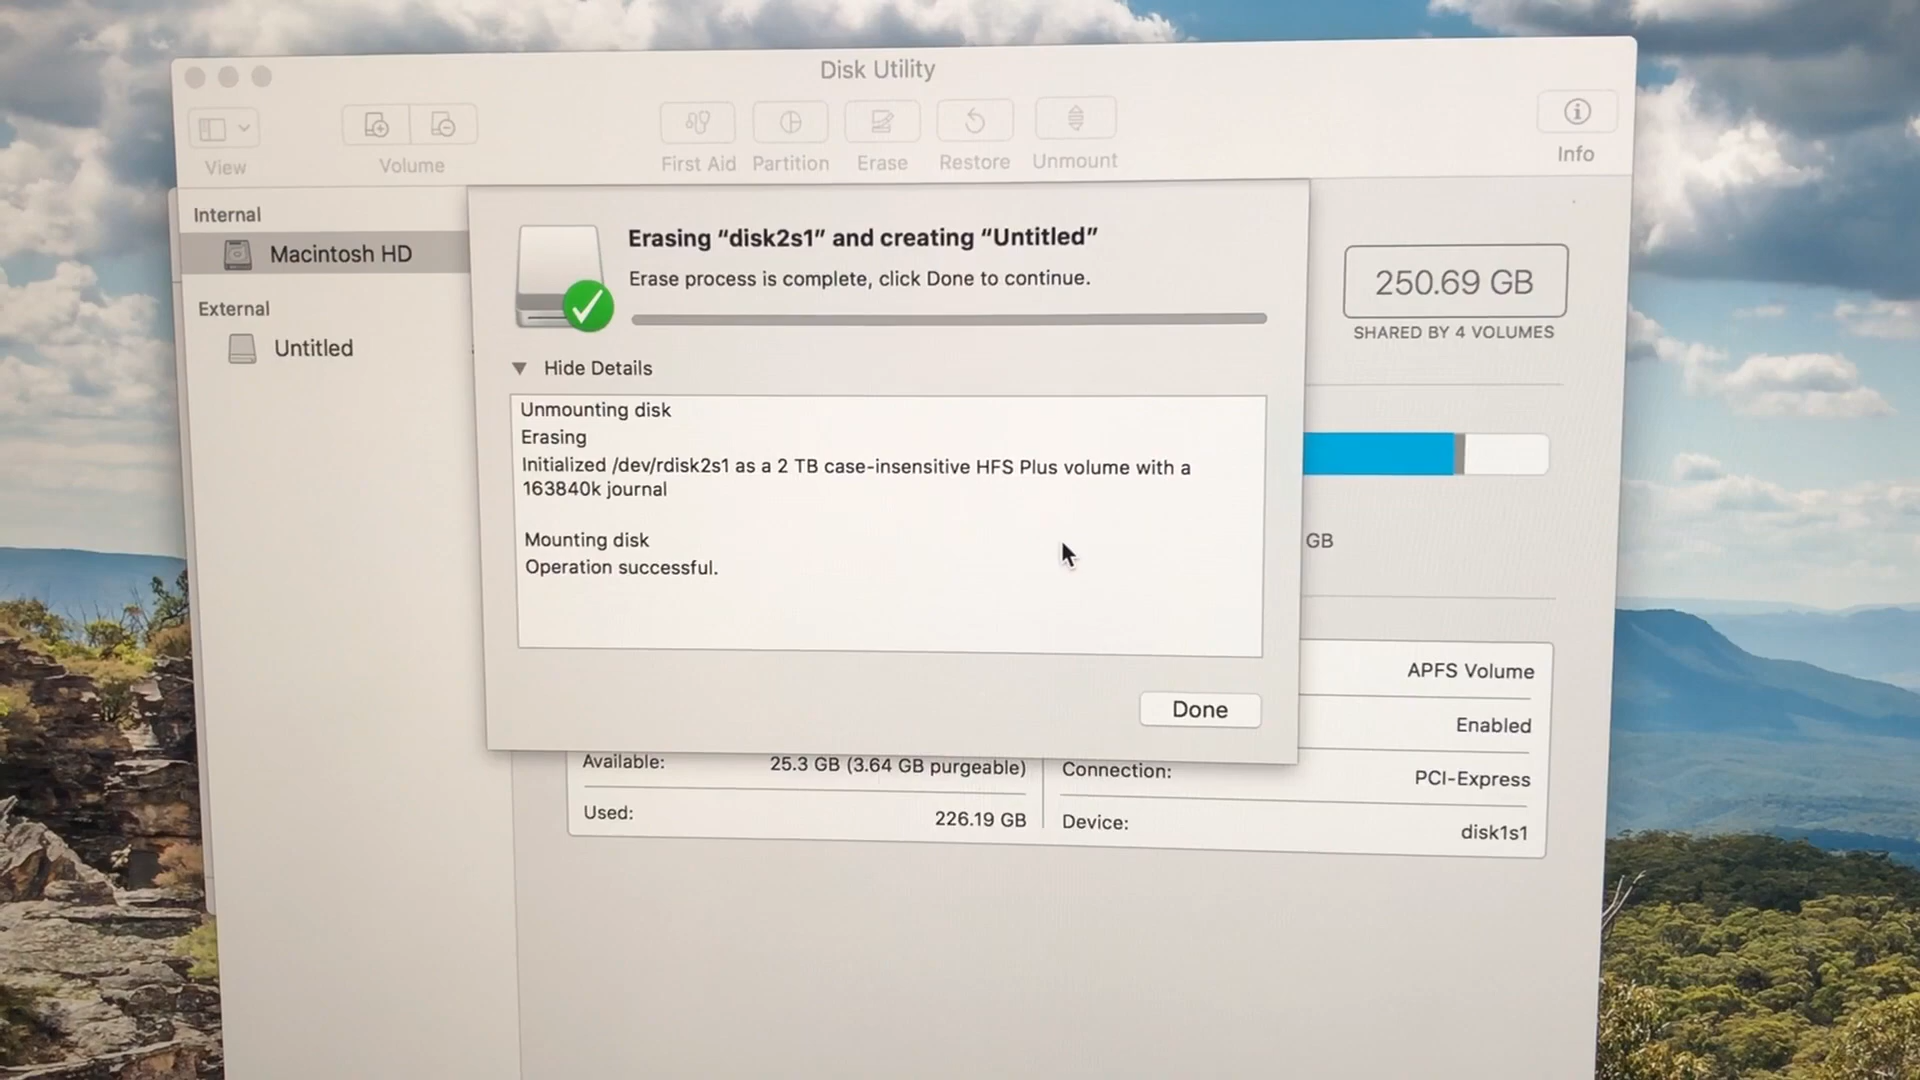 Disk Utility
View
Volume
First Aid
Partition
Erase
Restore
Unmount
Info
Internal
Macintosh HD
External
Untitled
Erasing “disk2s1” and creating “Untitled”
Erase process is complete, click Done to continue.
Hide Details
Unmounting disk
Erasing
Initialized /dev/rdisk2s1 as a 2 TB case-insensitive HFS Plus volume with a
163840k journal
Mounting disk
Operation successful.
Done
250.69 GB
SHARED BY 4 VOLUMES
GB
APFS Volume
Enabled
Available: 25.3 GB (3.64 GB purgeable)
Connection: PCI-Express
Used: 226.19 GB
Device: disk1s1